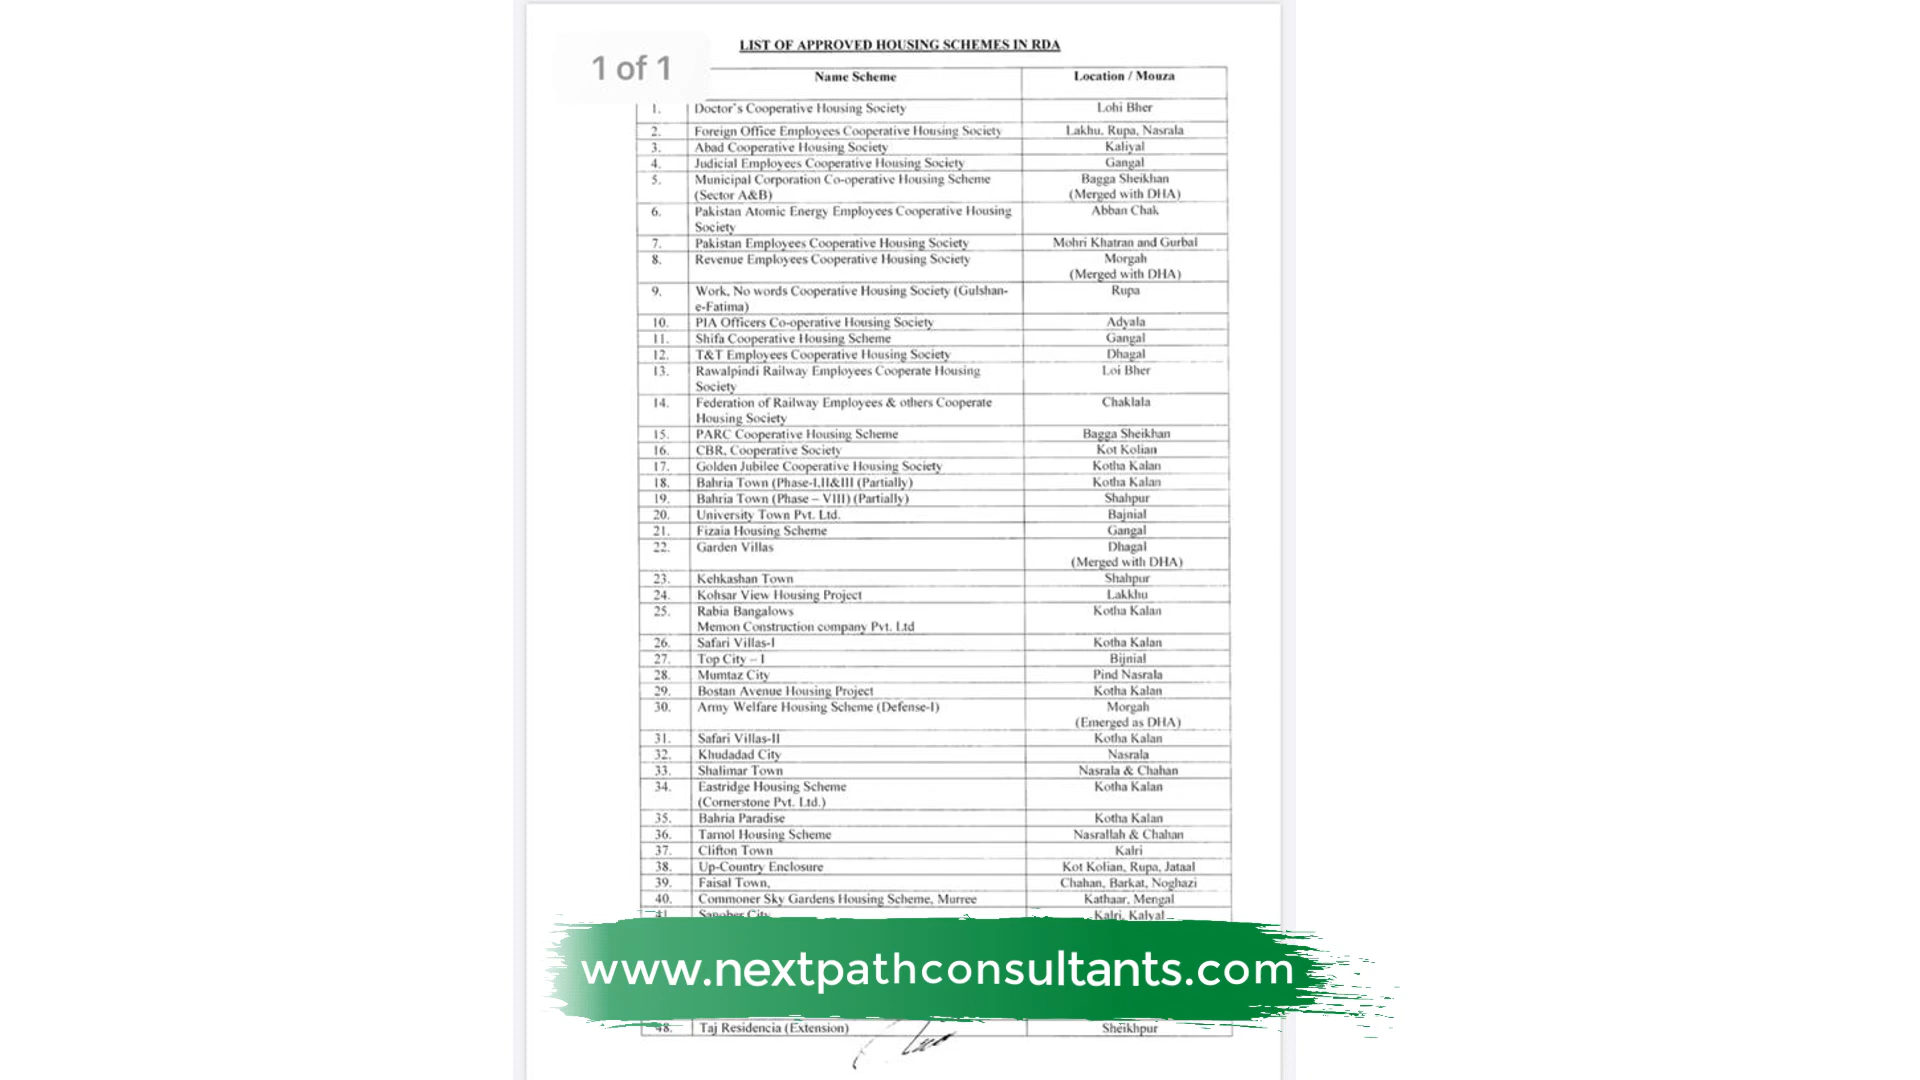 LIST OF APPROVED HOUSING SCHEMES IN RDA
1 of 1
Name Scheme Location / Mouza
1. Doctor's Cooperative Housing Society Lohi Bher
2. Foreign Office Employees Cooperative Housing Society Lakhu, Rupa, Nasrala
3. Abad Cooperative Housing Society Kaliyal
4. Judicial Employees Cooperative Housing Society Gangal
5. Municipal Corporation Co-operative Housing Scheme Bagga Sheikhan
(Sector A&B) (Merged with DHA)
6. Pakistan Atomic Energy Employees Cooperative Housing Abban Chak
Society
7. Pakistan Employees Cooperative Housing Society Mohri Khatran and Gurbal
8. Revenue Employees Cooperative Housing Society Morgah
(Merged with DHA)
9. Work, No words Cooperative Housing Society (Gulshan- Rupa
e-Fatima)
10. PIA Officers Co-operative Housing Society Adyala
11. Shifa Cooperative Housing Scheme Gangal
12. T&T Employees Cooperative Housing Society Dhagal
13. Rawalpindi Railway Employees Cooperate Housing Loi Bher
Society
14. Federation of Railway Employees & others Cooperate Chaklala
Housing Society
15. PARC Cooperative Housing Scheme Bagga Sheikhan
16. CBR, Cooperative Society Kot Kolian
17. Golden Jubilee Cooperative Housing Society Kotha Kalan
18. Bahria Town (Phase-I,II&III (Partially) Kotha Kalan
19. Bahria Town (Phase – VIII) (Partially) Shahpur
20. University Town Pvt. Ltd. Bajnial
21. Fizaia Housing Scheme Gangal
22. Garden Villas Dhagal
(Merged with DHA)
23. Kehkashan Town Shahpur
24. Kohsar View Housing Project Lakkhu
25. Rabia Bangalows Kotha Kalan
Memon Construction company Pvt. Ltd
26. Safari Villas-I Kotha Kalan
27. Top City – I Bijnial
28. Mumtaz City Pind Nasrala
29. Bostan Avenue Housing Project Kotha Kalan
30. Army Welfare Housing Scheme (Defense-I) Morgah
(Emerged as DHA)
31. Safari Villas-II Kotha Kalan
32. Khudadad City Nasrala
33. Shalimar Town Nasrala & Chahan
34. Eastridge Housing Scheme Kotha Kalan
(Cornerstone Pvt. Ltd.)
35. Bahria Paradise Kotha Kalan
36. Tamol Housing Scheme Nasrallah & Chahan
37. Clifton Town Kalri
38. Up-Country Enclosure Kot Kolian, Rupa, Jataal
39. Faisal Town, Chahan, Barkat, Noghazi
40. Commoner Sky Gardens Housing Scheme, Murree Kathaar, Mengal
41. Sanober City Kalri, Kalyal
www.nextpathconsultants.com
48. Taj Residencia (Extension) Sheikhpur